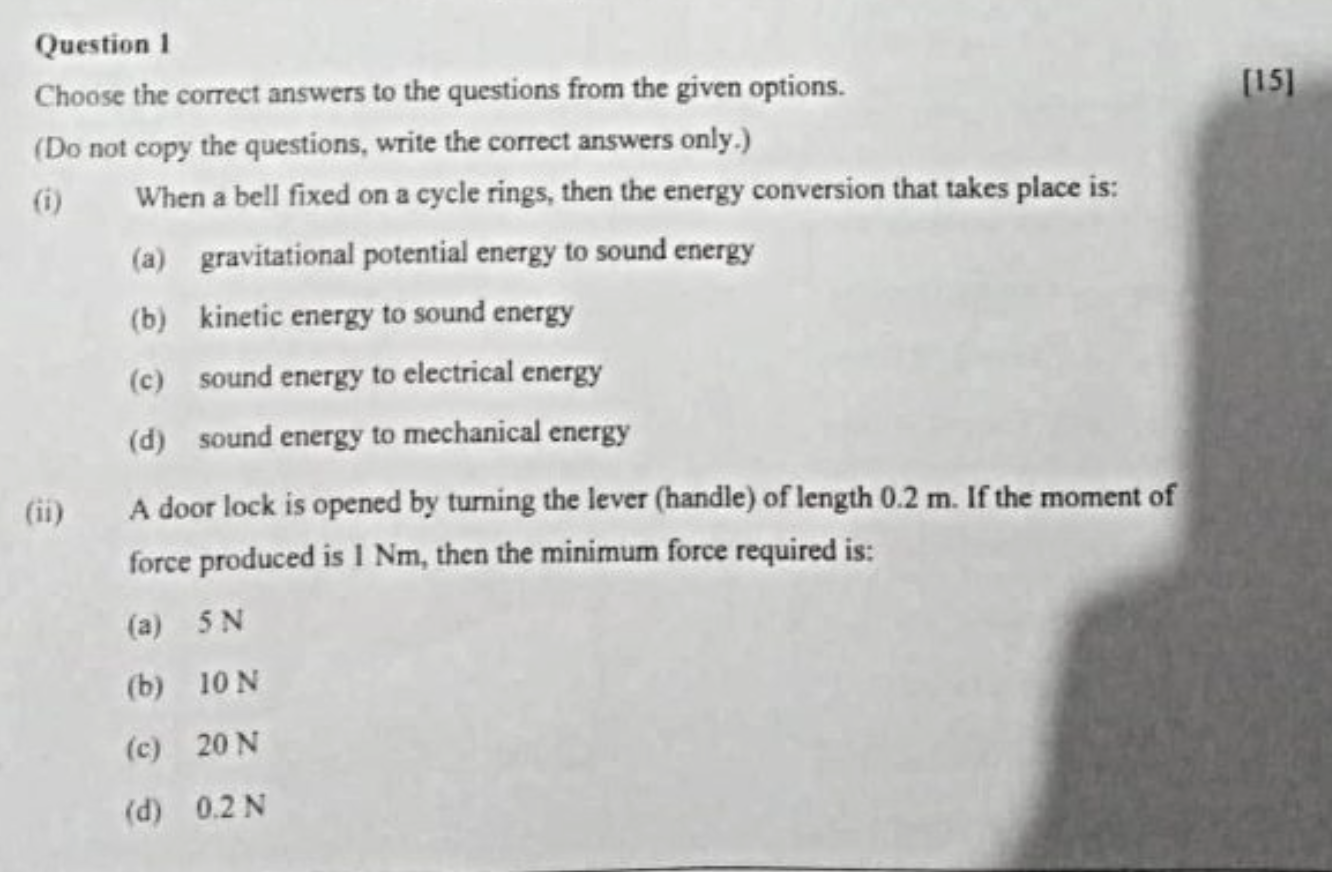 Question 1
Choose the correct answers to the questions from the given options. [15]
(Do not copy the questions, write the correct answers only.)
(i) When a bell fixed on a cycle rings, then the energy conversion that takes place is:
(a) gravitational potential energy to sound energy
(b) kinetic energy to sound energy
(c) sound energy to electrical energy
(d) sound energy to mechanical energy
(ii) A door lock is opened by turning the lever (handle) of length 0.2 m. If the moment of
force produced is 1 Nm, then the minimum force required is:
(a) 5 N
(b) 10 N
(c) 20 N
(d) 0.2 N